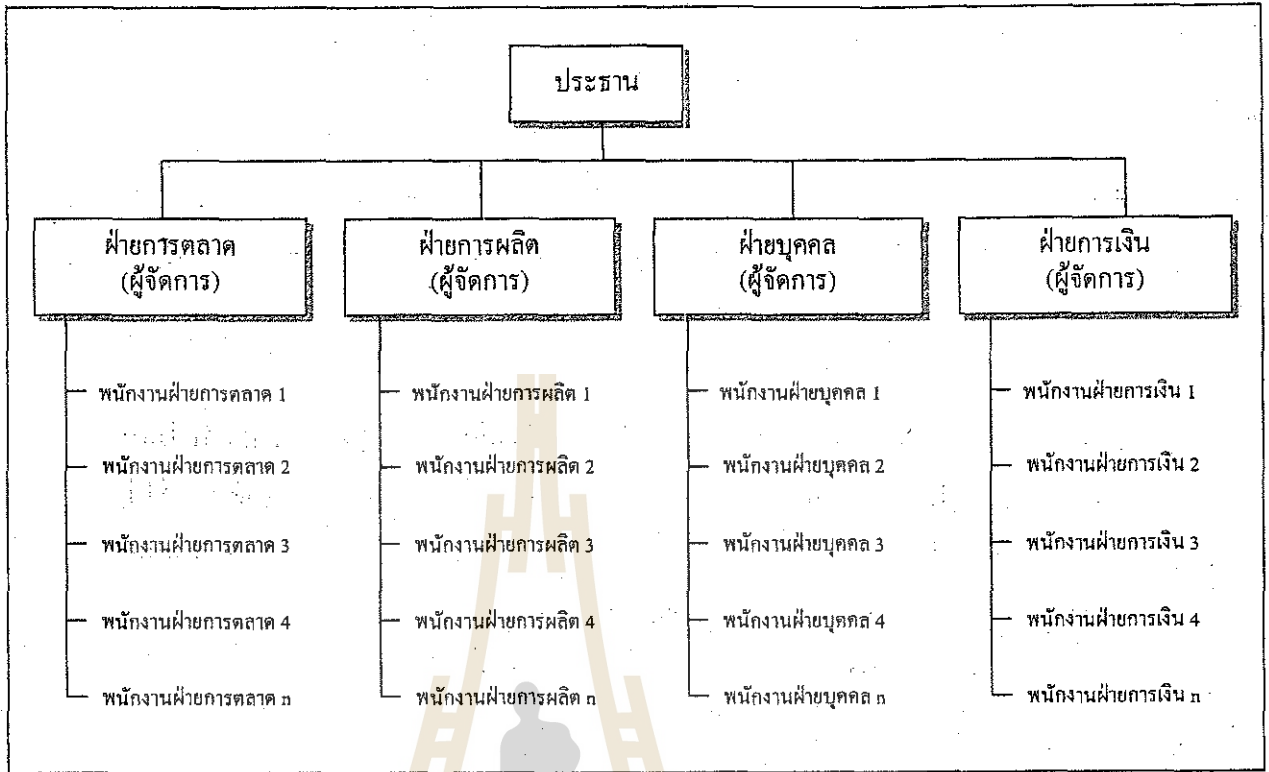 ประธาน
ฝ่ายการตลาด
(ผู้จัดการ)
ฝ่ายการผลิต
(ผู้จัดการ)
ฝ่ายบุคคล
(ผู้จัดการ)
ฝ่ายการเงิน
(ผู้จัดการ)
พนักงานฝ่ายการตลาด 1
พนักงานฝ่ายการตลาด 2
พนักงานฝ่ายการตลาด 3
พนักงานฝ่ายการตลาด 4
พนักงานฝ่ายการตลาด n
พนักงานฝ่ายการผลิต 1
พนักงานฝ่ายการผลิต 2
พนักงานฝ่ายการผลิต 3
พนักงานฝ่ายการผลิต 4
พนักงานฝ่ายการผลิต n
พนักงานฝ่ายบุคคล 1
พนักงานฝ่ายบุคคล 2
พนักงานฝ่ายบุคคล 3
พนักงานฝ่ายบุคคล 4
พนักงานฝ่ายบุคคล n
พนักงานฝ่ายการเงิน 1
พนักงานฝ่ายการเงิน 2
พนักงานฝ่ายการเงิน 3
พนักงานฝ่ายการเงิน 4
พนักงานฝ่ายการเงิน n